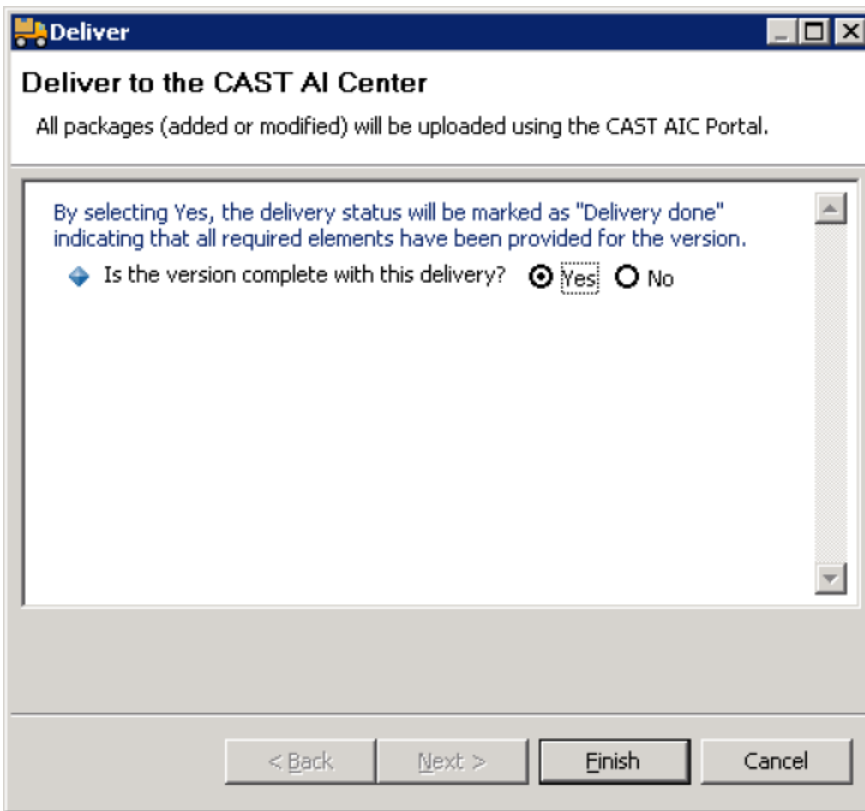 Deliver
Deliver to the CAST AI Center
All packages (added or modified) will be uploaded using the CAST AIC Portal.
By selecting Yes, the delivery status will be marked as "Delivery done"
indicating that all required elements have been provided for the version.
Is the version complete with this delivery? Yes No
< Back Next > Finish Cancel